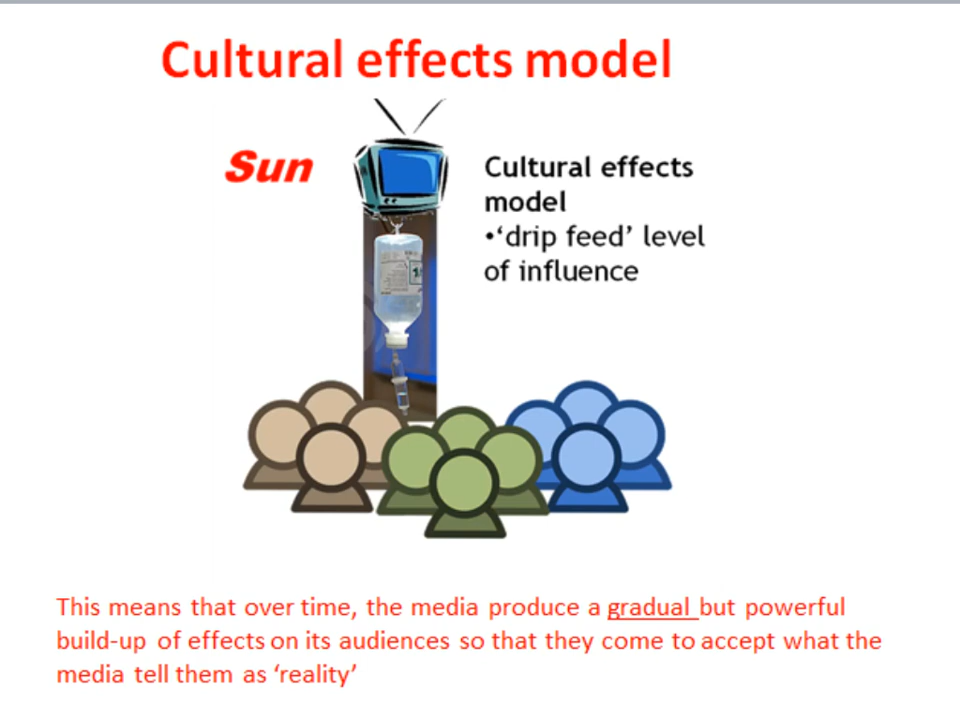 Cultural effects model
Sun
Cultural effects
model
•‘drip feed’ level
of influence
This means that over time, the media produce a gradual but powerful
build-up of effects on its audiences so that they come to accept what the
media tell them as ‘reality’